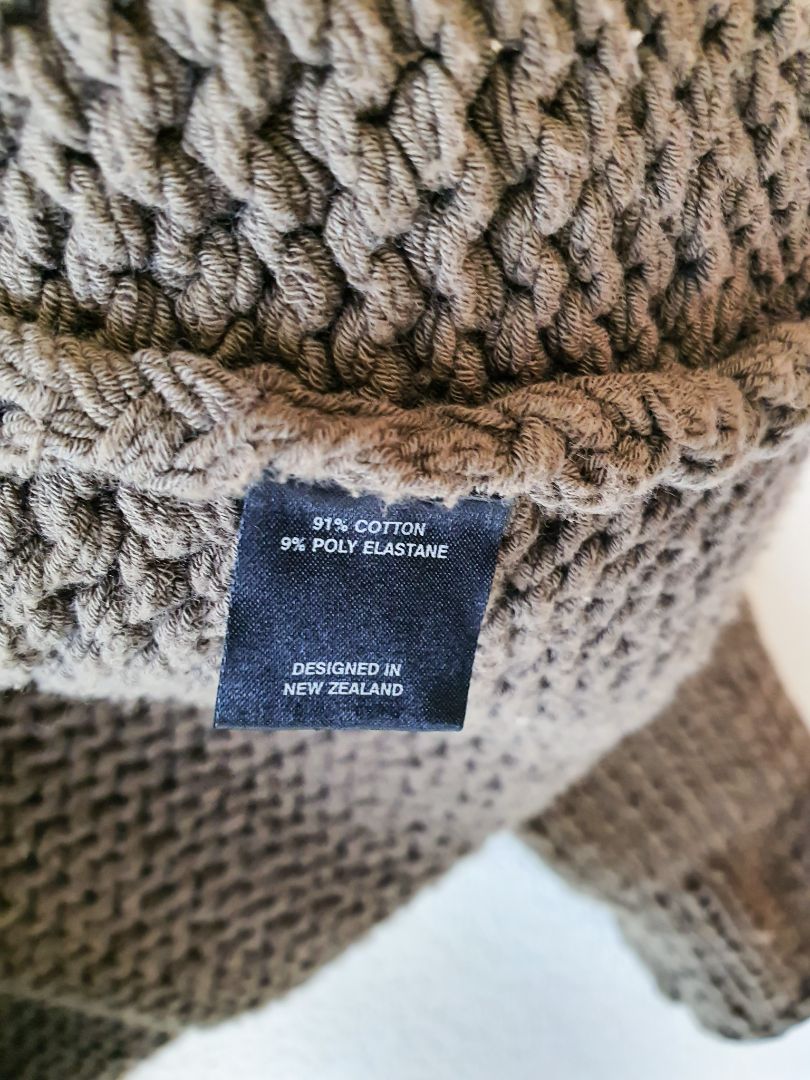 91% COTTON
9% POLY ELASTANE
DESIGNED IN
NEW ZEALAND